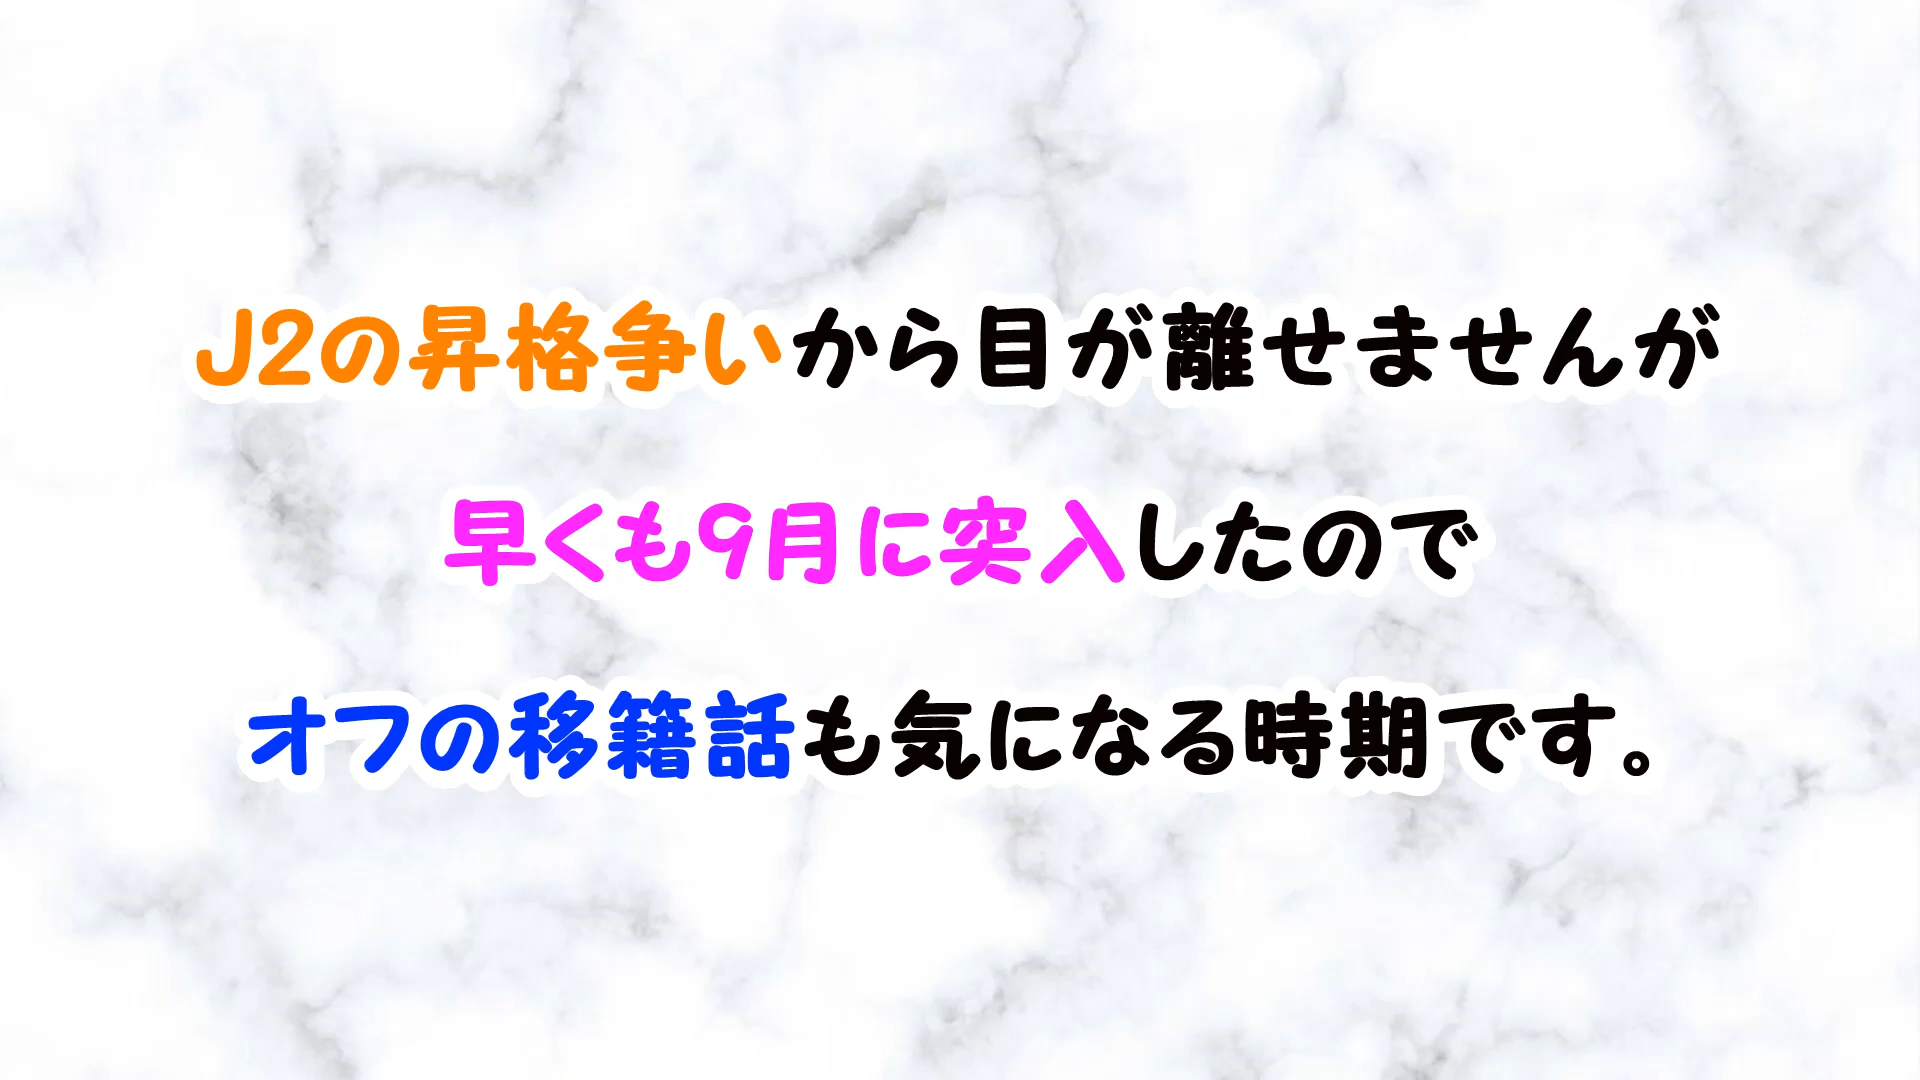 J2の昇格争いから目が離せませんが
早くも9月に突入したので
オフの移籍話も気になる時期です。